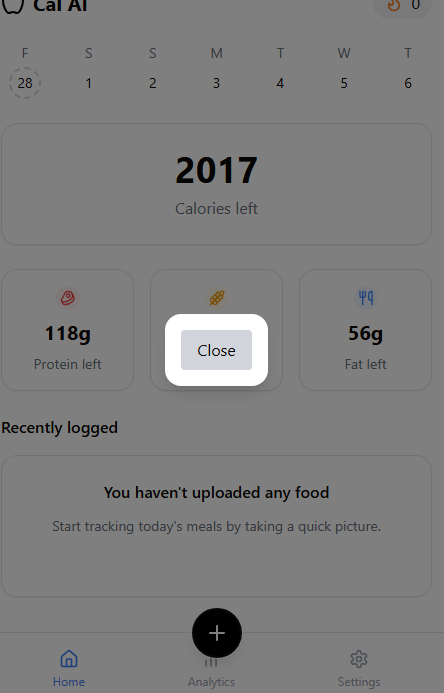 Cal AI
0
F S S M T W T
28 1 2 3 4 5 6
2017
Calories left
118g
Protein left
56g
Fat left
Close
Recently logged
You haven't uploaded any food
Start tracking today's meals by taking a quick picture.
Home
Analytics
Settings